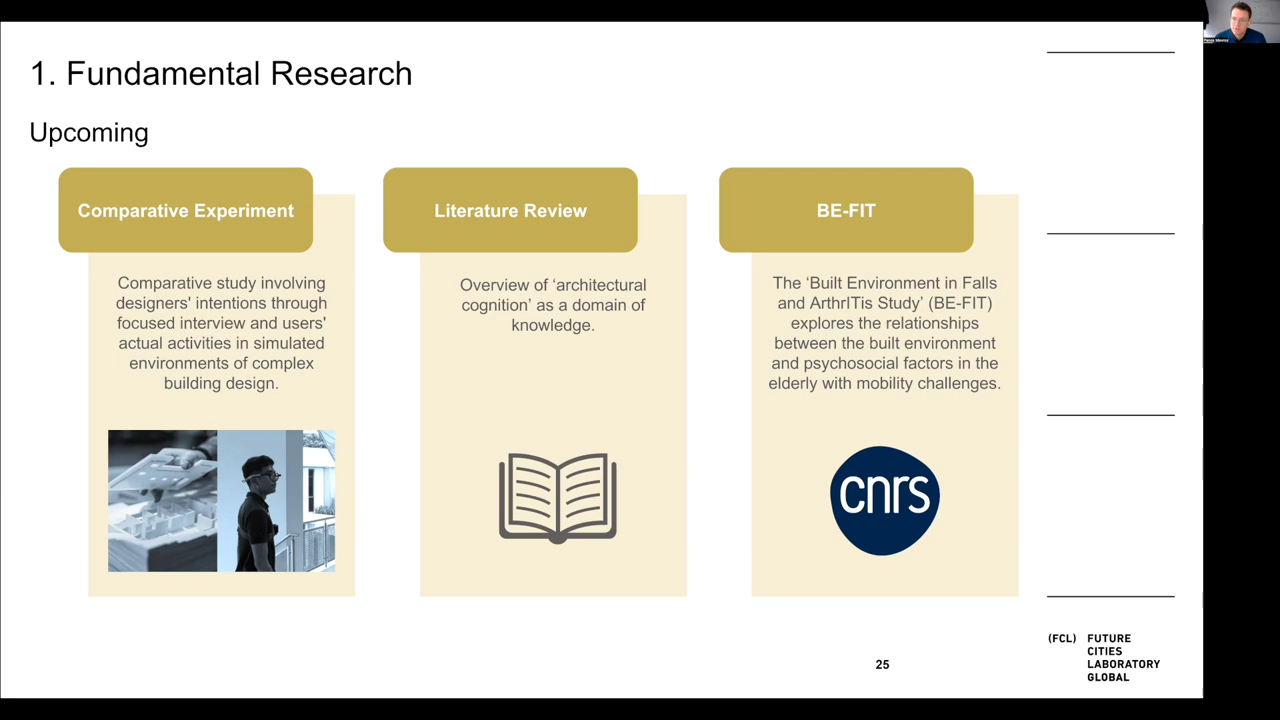 1. Fundamental Research
Upcoming
Comparative Experiment
Comparative study involving
designers' intentions through
focused interview and users'
actual activities in simulated
environments of complex
building design.
Literature Review
Overview of ‘architectural
cognition’ as a domain of
knowledge.
BE-FIT
The ‘Built Environment in Falls
and ArthrITis Study’ (BE-FIT)
explores the relationships
between the built environment
and psychosocial factors in the
elderly with mobility challenges.
cnrs
25
(FCL) FUTURE
CITIES
LABORATORY
GLOBAL